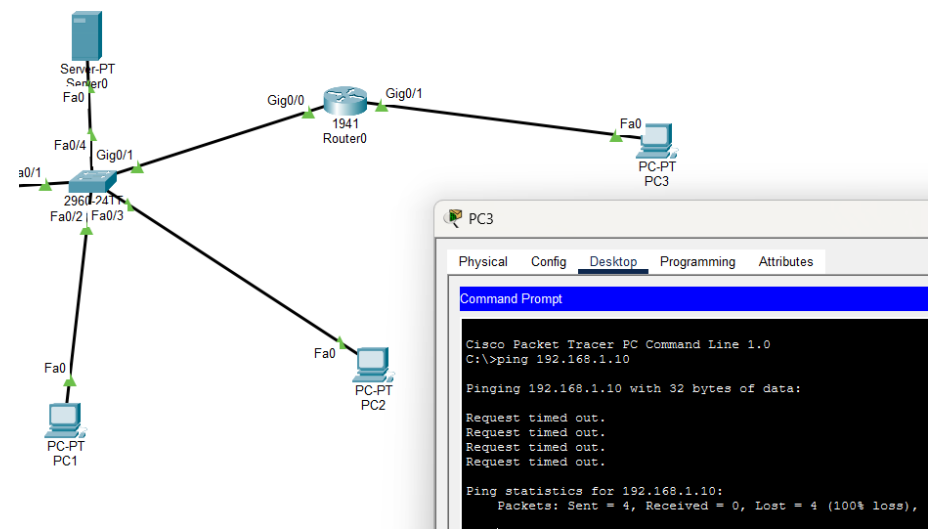 Server-PT
Server0
Fa0
Fa0/4
Gig0/1
a0/1
2960-24TT
Fa0/2
Fa0/3
Gig0/0
Gig0/1
1941
Router0
Fa0
PC-PT
PC3
Fa0
PC-PT
PC2
Fa0
PC-PT
PC1
PC3
Physical Config Desktop Programming Attributes
Command Prompt
Cisco Packet Tracer PC Command Line 1.0
C:\>ping 192.168.1.10
Pinging 192.168.1.10 with 32 bytes of data:
Request timed out.
Request timed out.
Request timed out.
Request timed out.
Ping statistics for 192.168.1.10:
Packets: Sent = 4, Received = 0, Lost = 4 (100% loss),